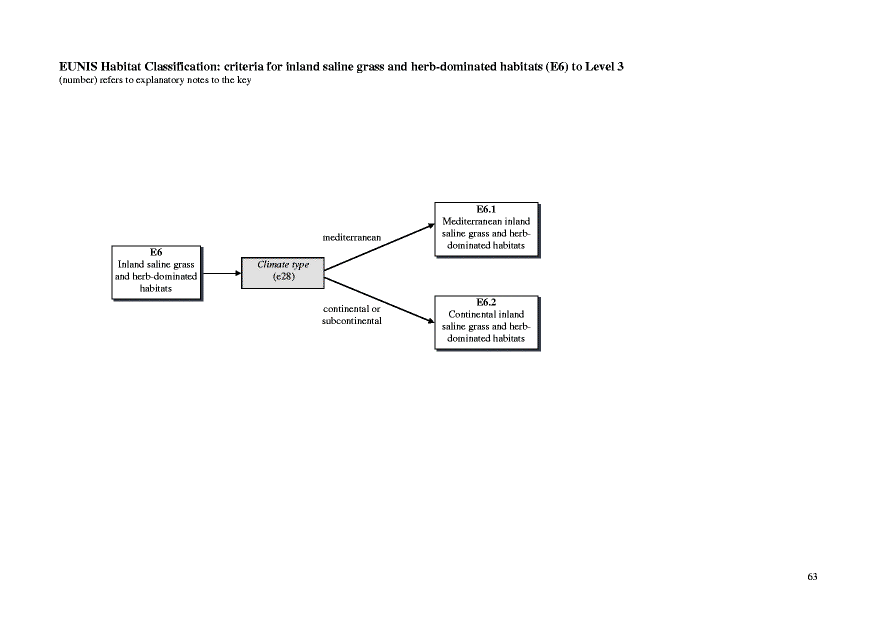 EUNIS Habitat Classification: criteria for inland saline grass and herb-dominated habitats (E6) to Level 3
(number) refers to explanatory notes to the key
E6
Inland saline grass
and herb-dominated
habitats
Climate type
(e28)
mediterranean
continental or
subcontinental
E6.1
Mediterranean inland
saline grass and herb-
dominated habitats
E6.2
Continental inland
saline grass and herb-
dominated habitats
63